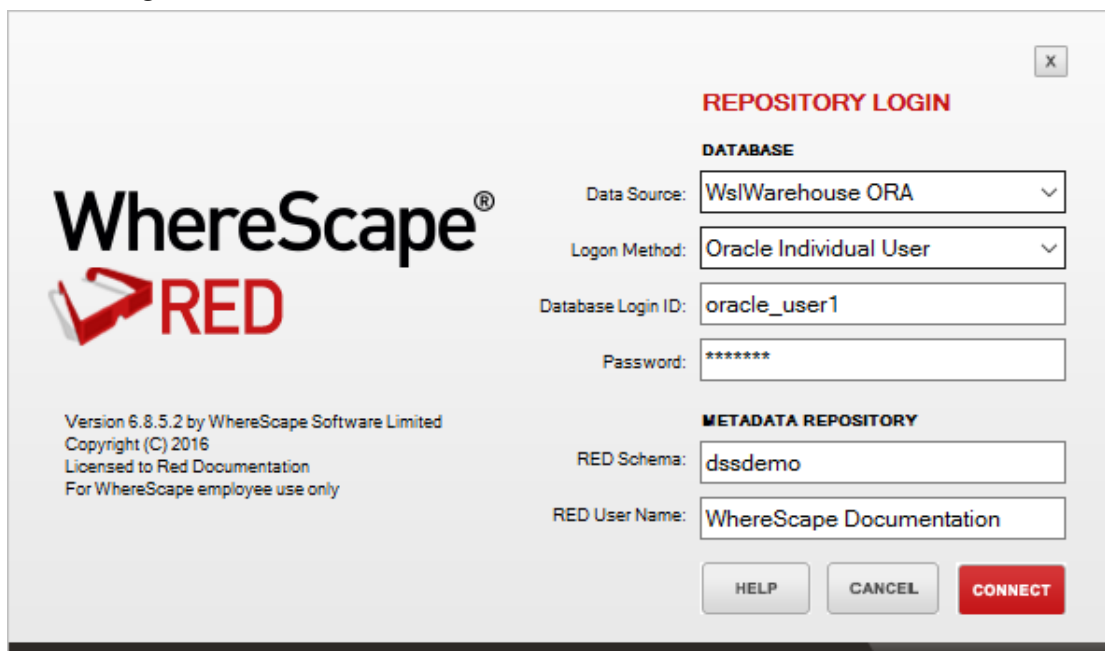 X
REPOSITORY LOGIN
DATABASE
WhereScape®
RED
Data Source: WslWarehouse ORA
Logon Method: Oracle Individual User
Database Login ID: oracle_user1
Password: *******
Version 6.8.5.2 by WhereScape Software Limited
Copyright (C) 2016
Licensed to Red Documentation
For WhereScape employee use only
METADATA REPOSITORY
RED Schema: dssdemo
RED User Name: WhereScape Documentation
HELP CANCEL CONNECT